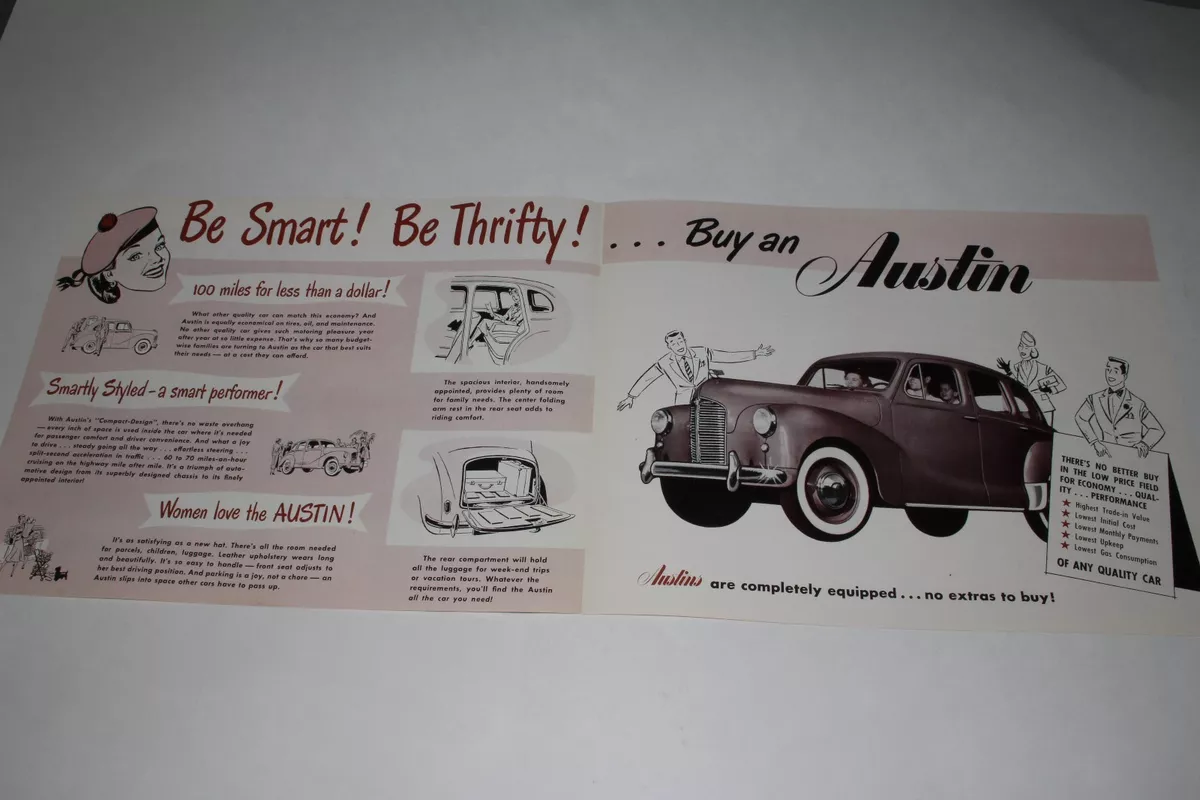 Be Smart! Be Thrifty!
... Buy an Austin
100 miles for less than a dollar!
What other quality car can match this economy? And
Austin is equally economical on tires, oil, and maintenance.
No other quality car gives such motoring pleasure year
after year at so little expense. That's why so many budget-
wise families are turning to Austin as the car that best suits
their needs — at a cost they can afford.
Smartly Styled – a smart performer!
With Austin's "Compact-Design", there's no waste overhang
— every inch of space is used inside the car where it's needed
for passenger comfort and driver convenience. And what a joy
to drive . . . steady going all the way . . . effortless steering . . .
split-second acceleration in traffic . . . 60 to 70 miles-an-hour
cruising on the highway mile after mile. It's a triumph of auto-
motive design from its superbly designed chassis to its finely
appointed interior!
Women love the AUSTIN!
It's as satisfying as a new hat. There's all the room needed
for parcels, children, luggage. Leather upholstery wears long
and beautifully. It's so easy to handle — front seat adjusts to
her best driving position. And parking is a joy, not a chore — an
Austin slips into space other cars have to pass up.
The spacious interior, handsomely
appointed, provides plenty of room
for family needs. The center folding
arm rest in the rear seat adds to
riding comfort.
The rear compartment will hold
all the luggage for week-end trips
or vacation tours. Whatever the
requirements, you'll find the Austin
all the car you need!
THERE'S NO BETTER BUY
IN THE LOW PRICE FIELD
FOR ECONOMY . . . QUAL-
ITY . . . PERFORMANCE
★ Highest Trade-in Value
★ Lowest Initial Cost
★ Lowest Monthly Payments
★ Lowest Upkeep
★ Lowest Gas Consumption
OF ANY QUALITY CAR
Austins are completely equipped . . . no extras to buy!